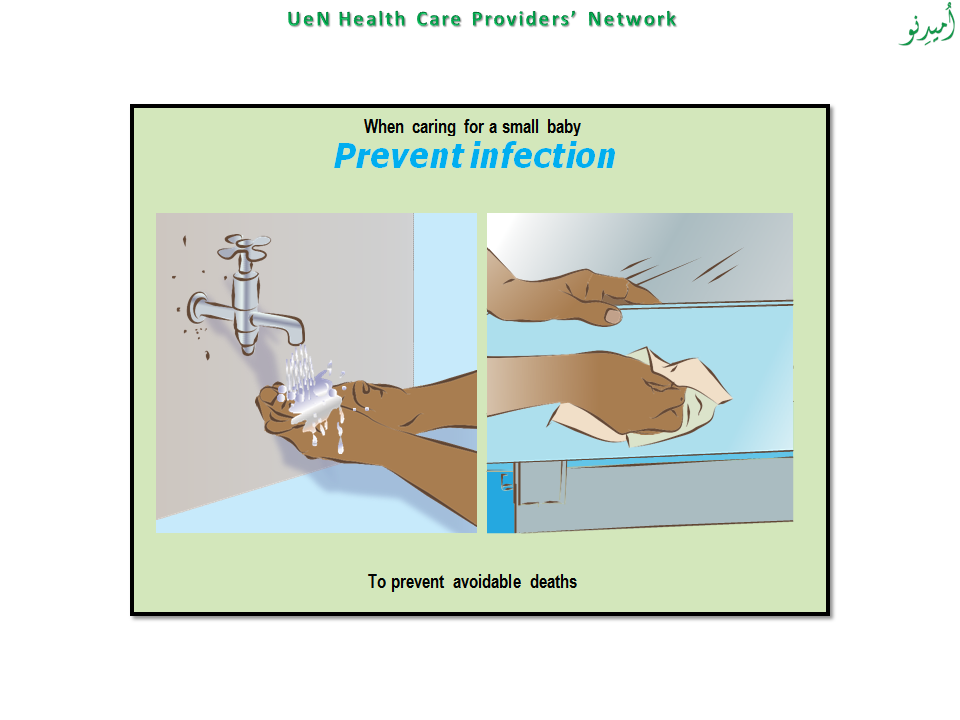 UeN Health Care Providers’ Network
اُمیدِنو
When caring for a small baby
Prevent infection
To prevent avoidable deaths